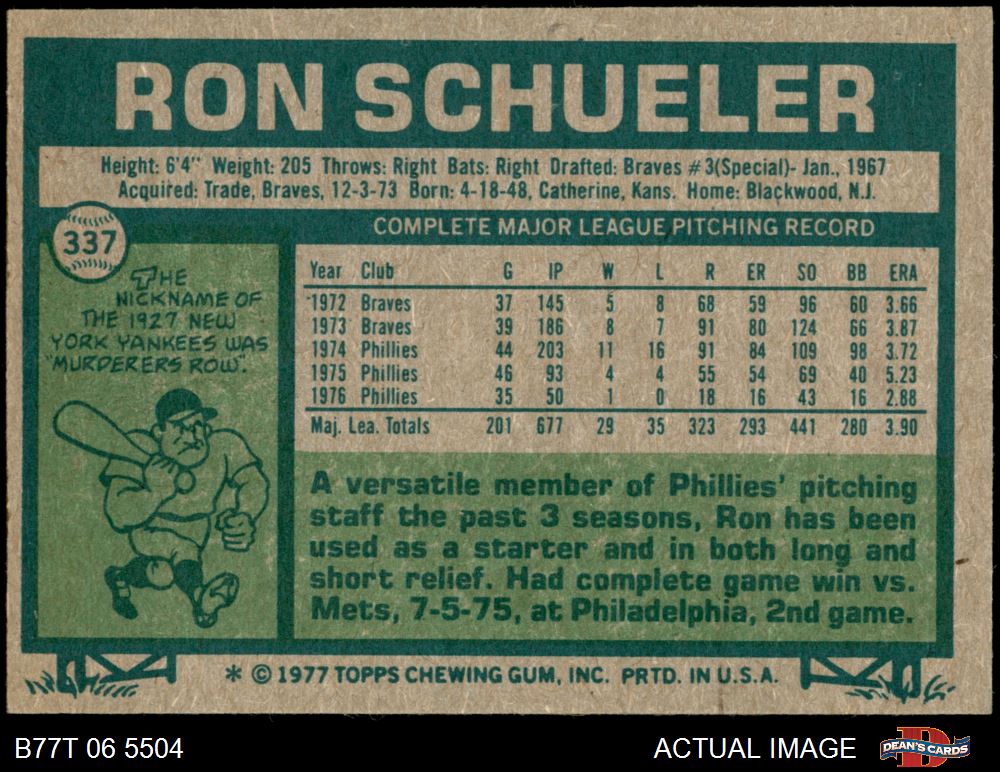 RON SCHUELER
Height: 6'4" Weight: 205 Throws: Right Bats: Right Drafted: Braves #3(Special)- Jan., 1967
Acquired: Trade, Braves, 12-3-73 Born: 4-18-48, Catherine, Kans. Home: Blackwood, N.J.
337
THE
NICKNAME OF
THE 1927 NEW
YORK YANKEES WAS
"MURDERERS ROW".
COMPLETE MAJOR LEAGUE PITCHING RECORD
Year Club G IP W L R ER SO BB ERA
1972 Braves 37 145 5 8 68 59 96 60 3.66
1973 Braves 39 186 8 7 91 80 124 66 3.87
1974 Phillies 44 203 11 16 91 84 109 98 3.72
1975 Phillies 46 93 4 4 55 54 69 40 5.23
1976 Phillies 35 50 1 0 18 16 43 16 2.88
Maj. Lea. Totals 201 677 29 35 323 293 441 280 3.90
A versatile member of Phillies' pitching
staff the past 3 seasons, Ron has been
used as a starter and in both long and
short relief. Had complete game win vs.
Mets, 7-5-75, at Philadelphia, 2nd game.
* © 1977 TOPPS CHEWING GUM, INC. PRTD. IN U.S.A.
B77T 06 5504
ACTUAL IMAGE
D
DEAN'S CARDS